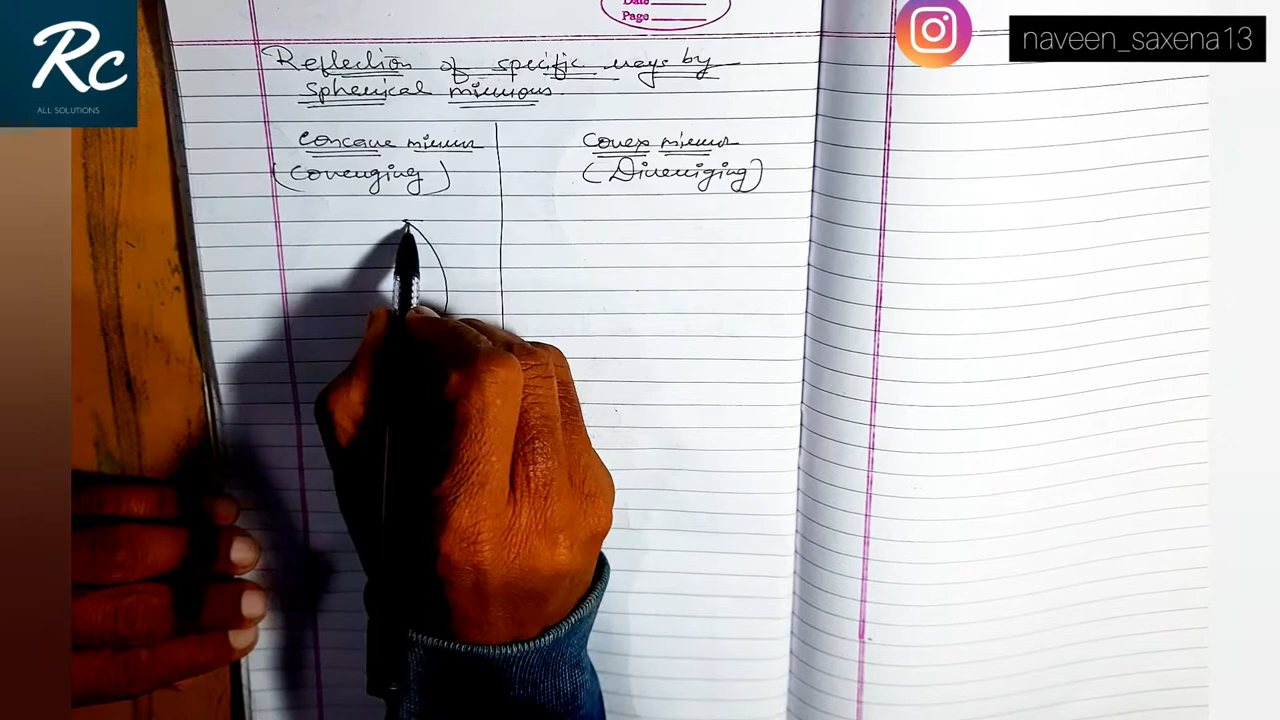 Rc
ALL SOLUTIONS
Date
Page
naveen_saxena13
Reflection of specific rays by
spherical mirrors.
Concave mirror
(Converging)
Convex mirror
(Diverging)